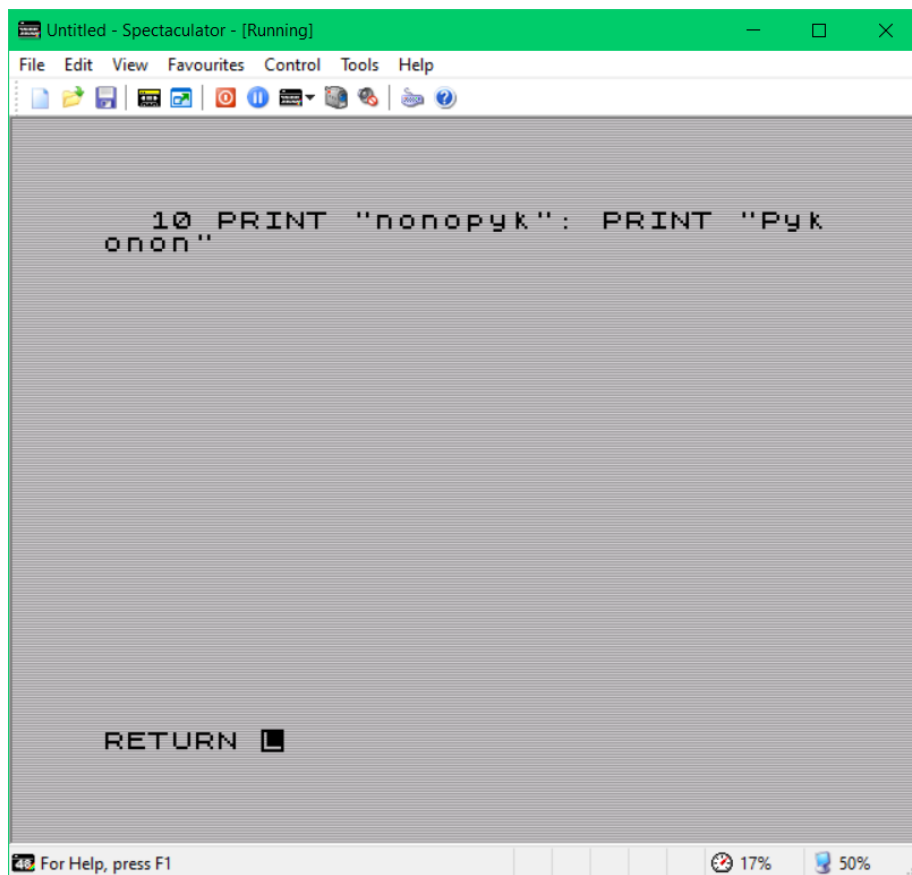 Untitled - Spectaculator - [Running]
File Edit View Favourites Control Tools Help
10 PRINT "nonopyk": PRINT "Pyk
onon"
RETURN L
48 For Help, press F1 17% 50%